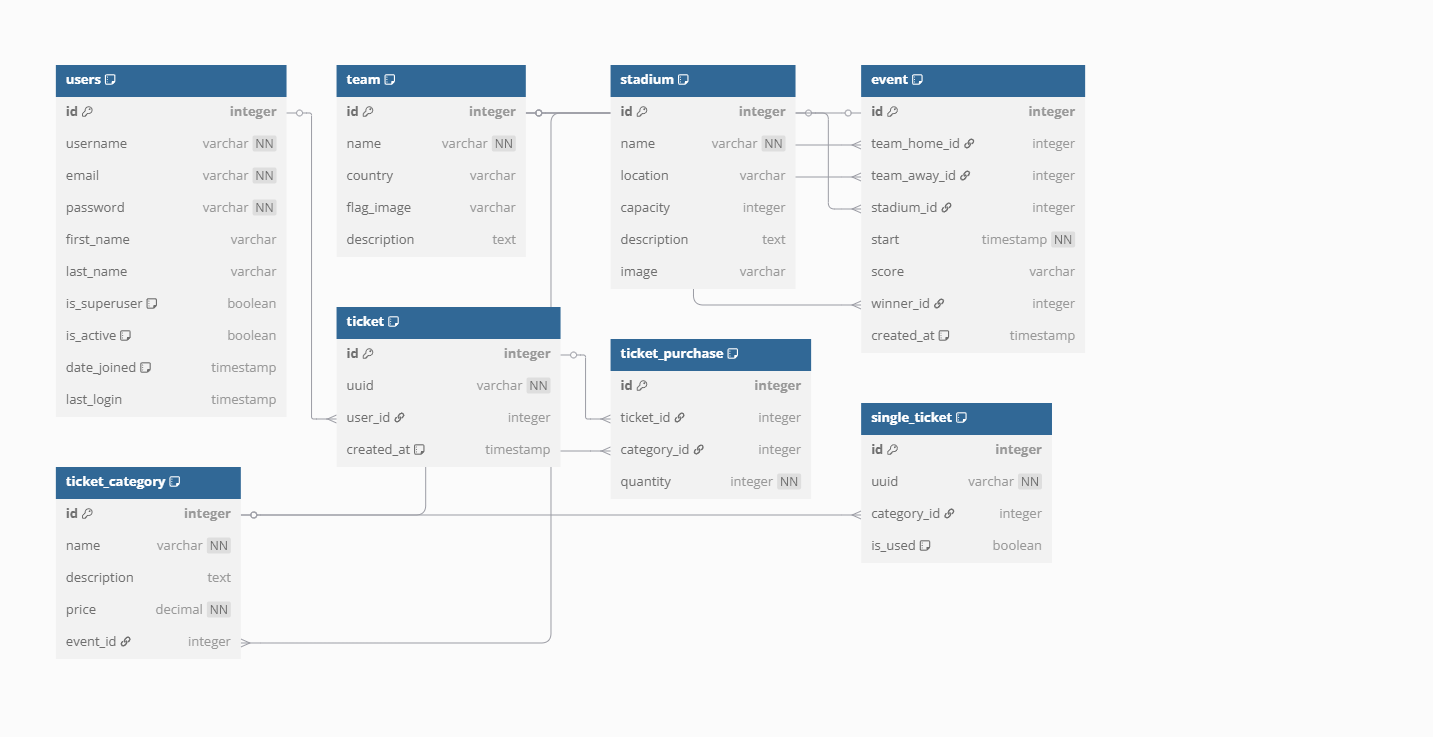 users
id integer
username varchar NN
email varchar NN
password varchar NN
first_name varchar
last_name varchar
is_superuser boolean
is_active boolean
date_joined timestamp
last_login timestamp
team
id integer
name varchar NN
country varchar
flag_image varchar
description text
stadium
id integer
name varchar NN
location varchar
capacity integer
description text
image varchar
event
id integer
team_home_id integer
team_away_id integer
stadium_id integer
start timestamp NN
score varchar
winner_id integer
created_at timestamp
ticket
id integer
uuid varchar NN
user_id integer
created_at timestamp
ticket_purchase
id integer
ticket_id integer
category_id integer
quantity integer NN
single_ticket
id integer
uuid varchar NN
category_id integer
is_used boolean
ticket_category
id integer
name varchar NN
description text
price decimal NN
event_id integer